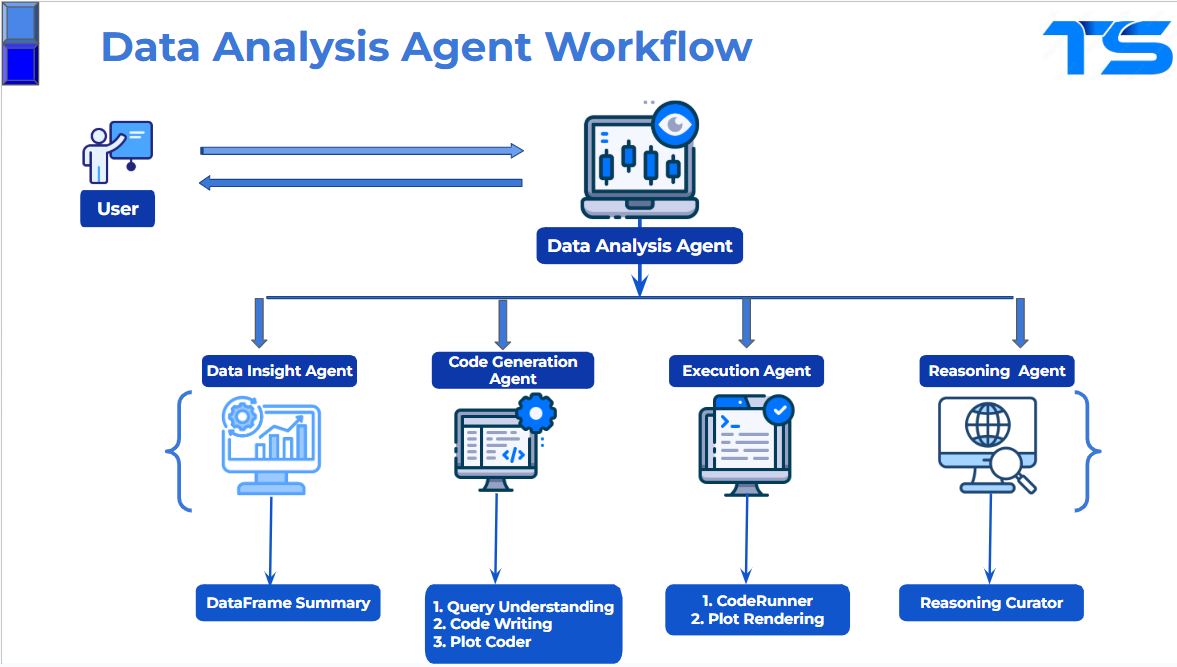 Data Analysis Agent Workflow
TS
User
Data Analysis Agent
Data Insight Agent
Code Generation
Agent
Execution Agent
Reasoning Agent
DataFrame Summary
1. Query Understanding
2. Code Writing
3. Plot Coder
1. CodeRunner
2. Plot Rendering
Reasoning Curator